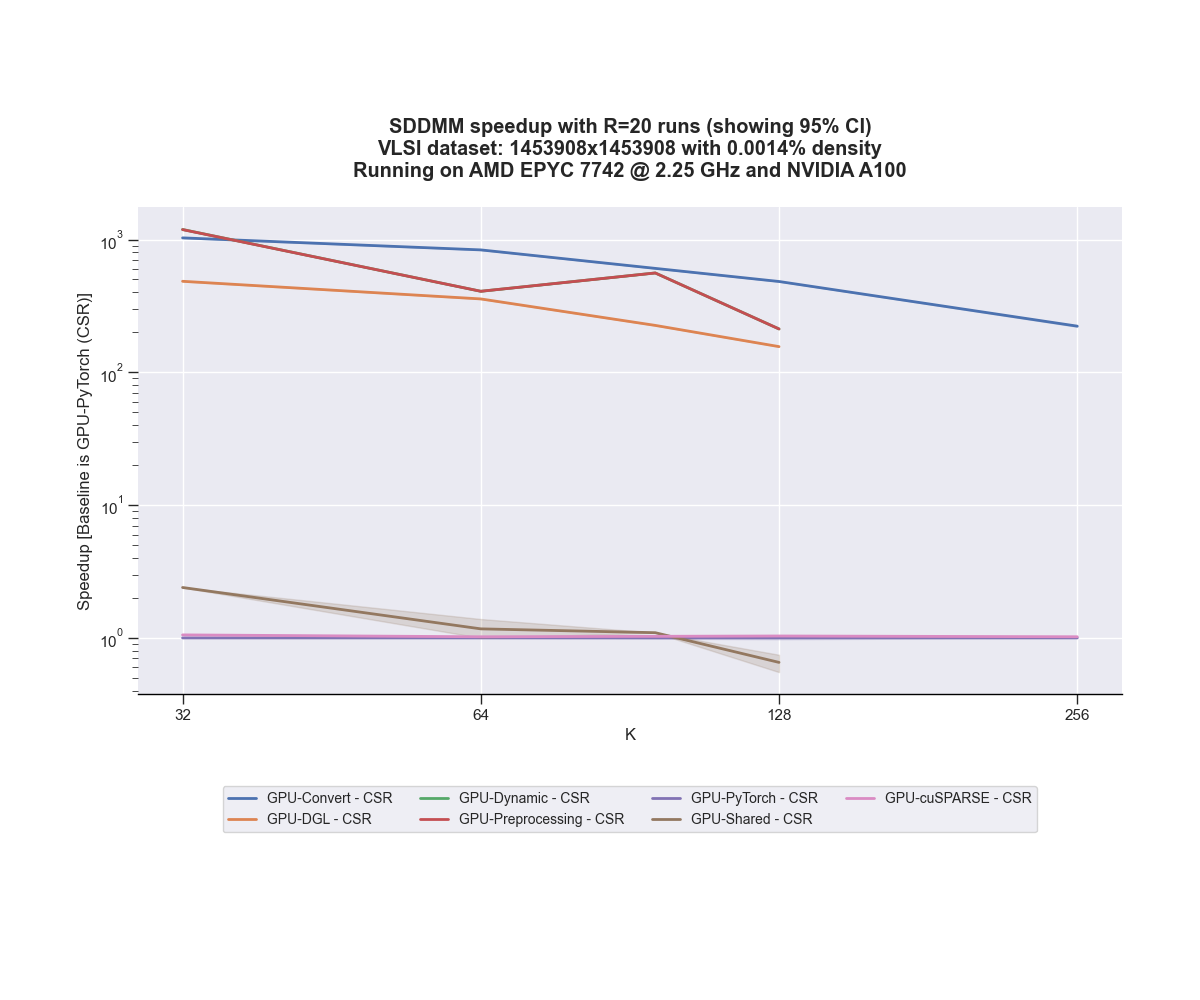 SDDMM speedup with R=20 runs (showing 95% CI)
VLSI dataset: 1453908x1453908 with 0.0014% density
Running on AMD EPYC 7742 @ 2.25 GHz and NVIDIA A100
Speedup [Baseline is GPU-PyTorch (CSR)]
10³
10²
10¹
10⁰
32 64 128 256
K
GPU-Convert - CSR GPU-Dynamic - CSR GPU-PyTorch - CSR GPU-cuSPARSE - CSR
GPU-DGL - CSR GPU-Preprocessing - CSR GPU-Shared - CSR